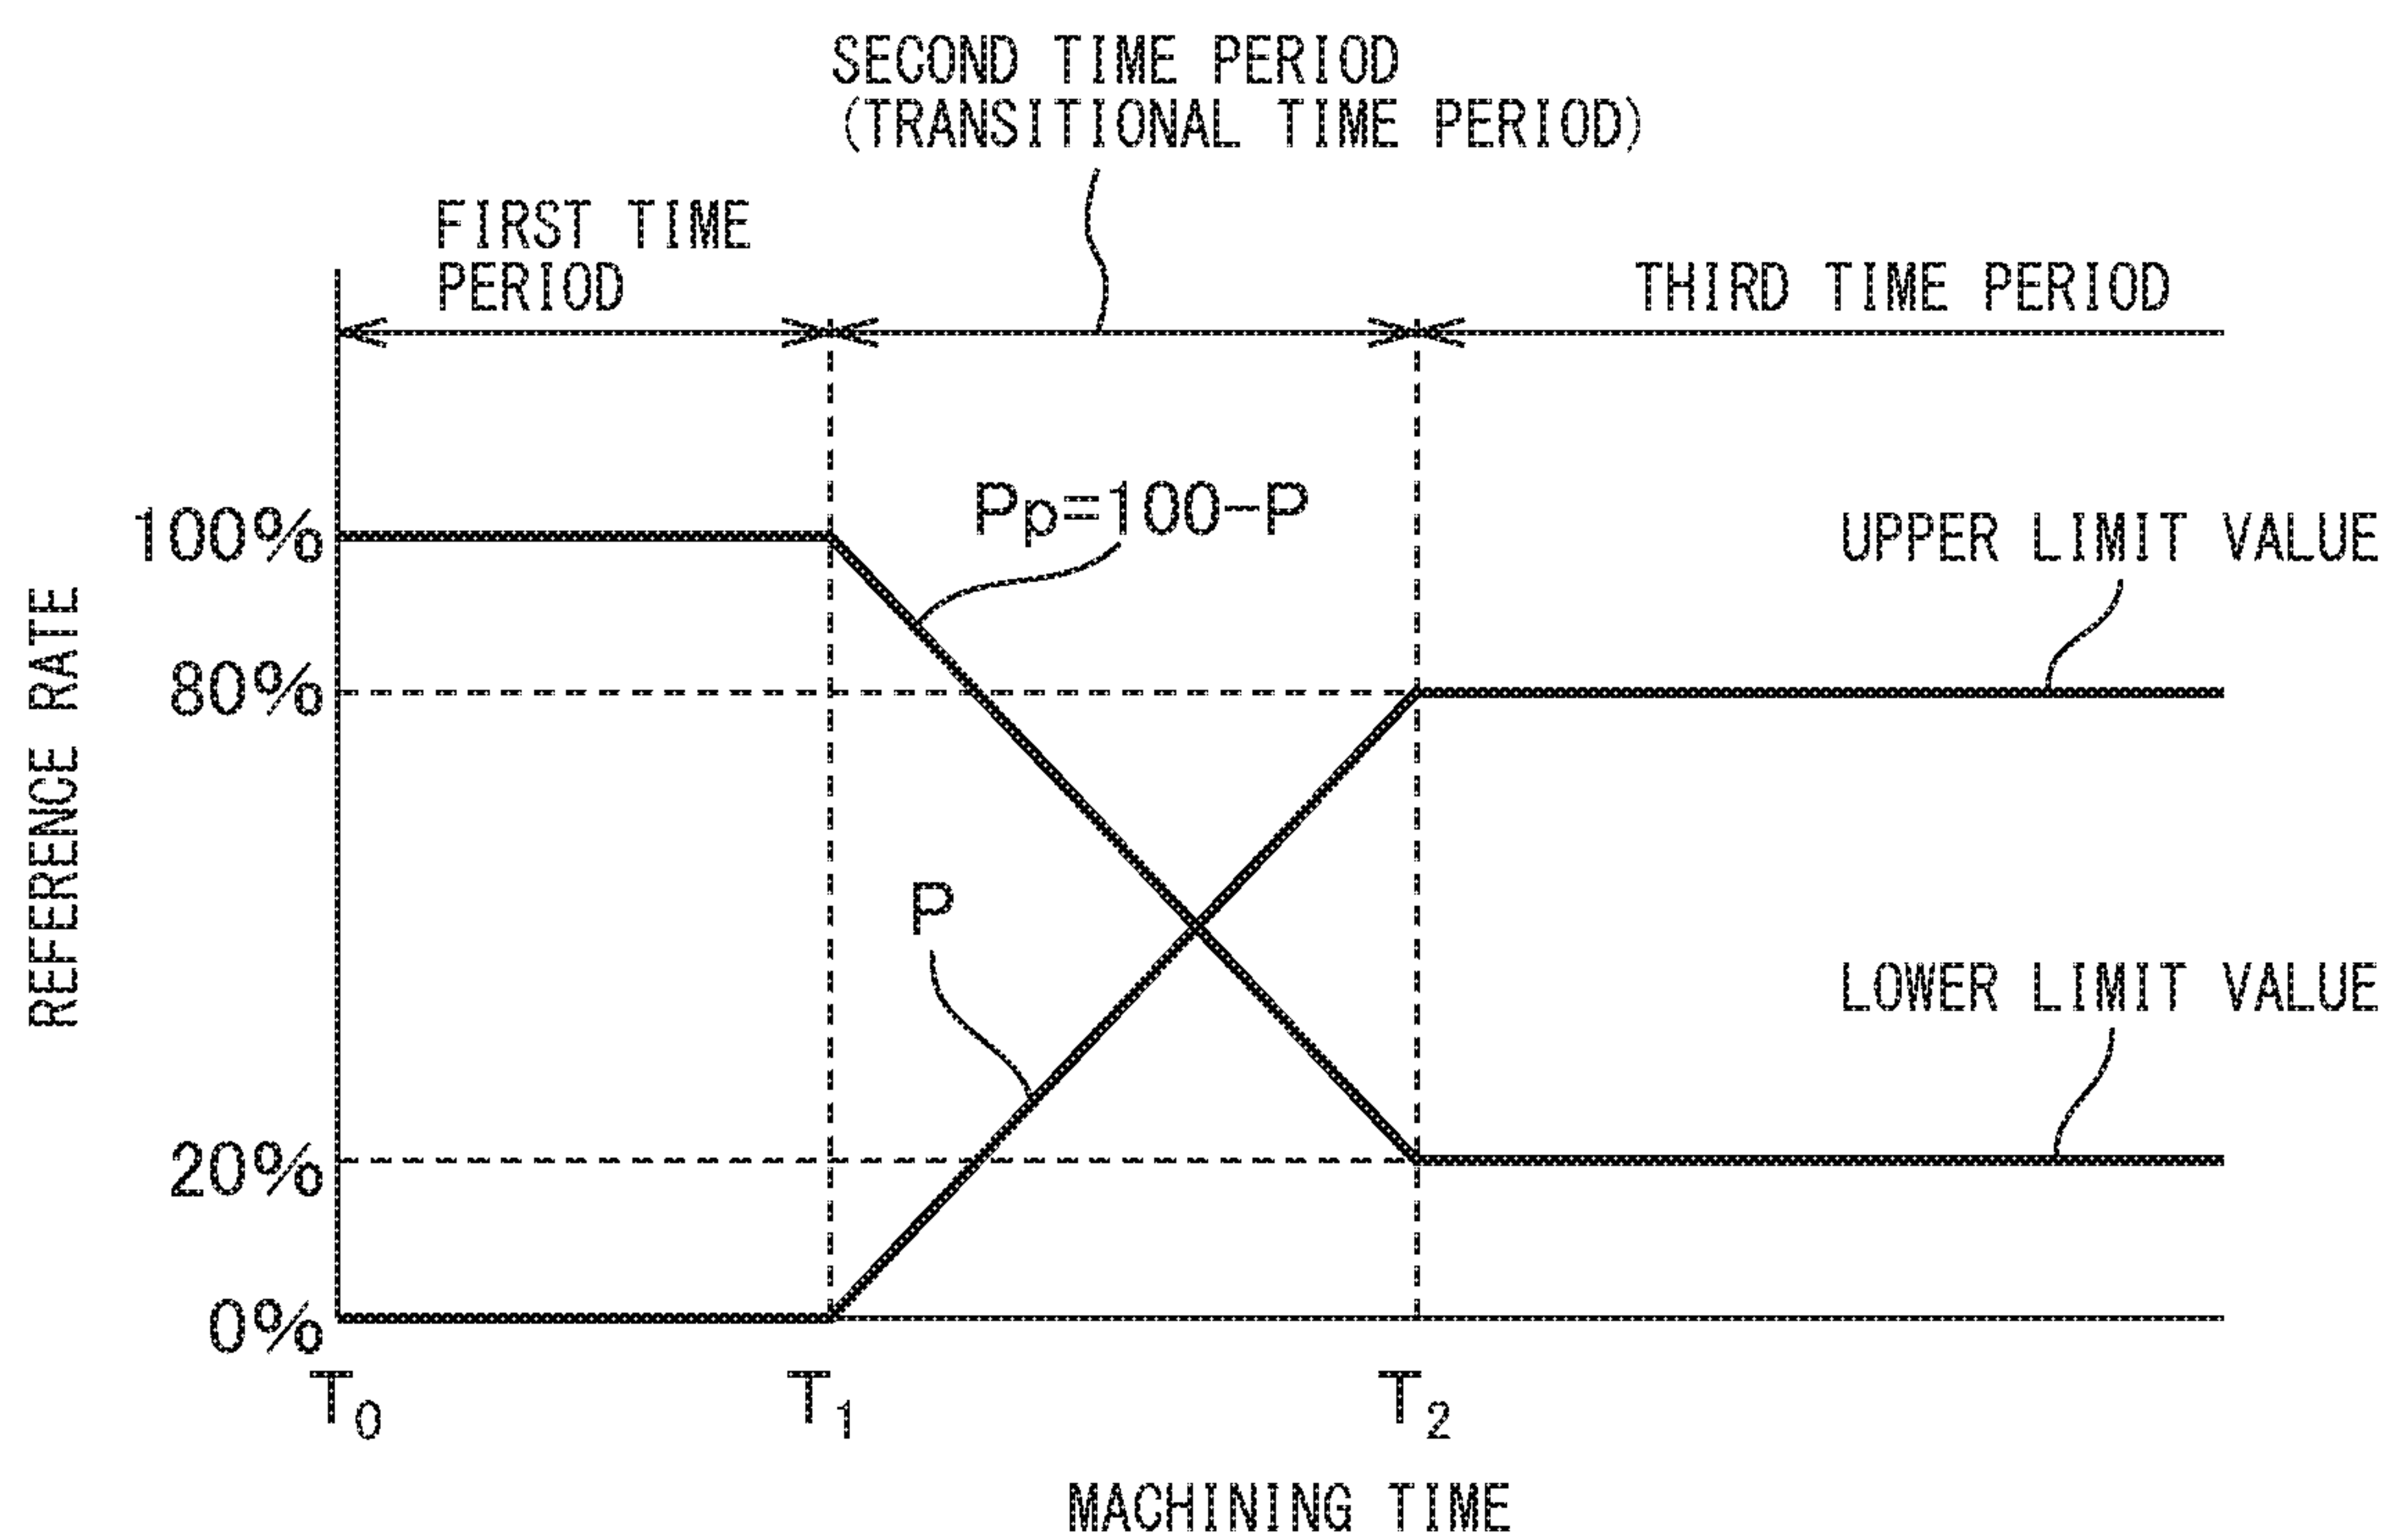 SECOND TIME PERIOD
(TRANSITIONAL TIME PERIOD)
FIRST TIME
PERIOD
THIRD TIME PERIOD
Pp=100-P
100%
UPPER LIMIT VALUE
80%
REFERENCE RATE
P
LOWER LIMIT VALUE
20%
0%
T0
T1
T2
MACHINING TIME